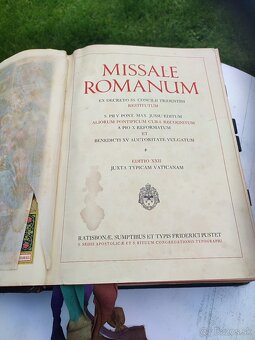 MISSALE
ROMANUM
EX DECRETO SS. CONCILII TRIDENTINI
RESTITUTUM
S. PII V PONT. MAX. JUSSU EDITUM
ALIORUM PONTIFICUM CURA RECOGNITUM
A PIO X REFORMATUM
ET
BENEDICTI XV AUCTORITATE VULGATUM
EDITIO XXII
JUXTA TYPICAM VATICANAM
RATISBONÆ, SUMPTIBUS ET TYPIS FRIDERICI PUSTET
S. SEDIS APOSTOLICÆ ET S. RITUUM CONGREGATIONIS TYPOGRAPHI